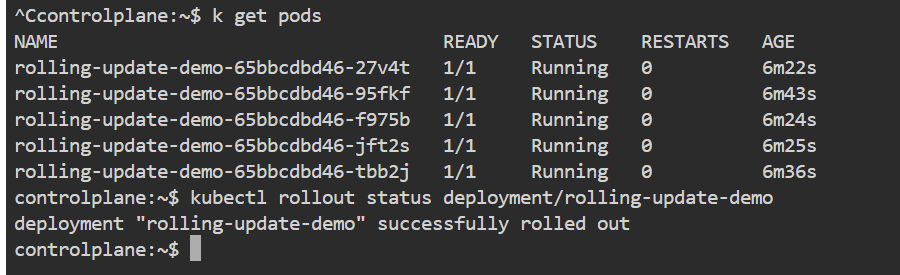 ^Ccontrolplane:~$ k get pods
NAME READY STATUS RESTARTS AGE
rolling-update-demo-65bbcdbd46-27v4t 1/1 Running 0 6m22s
rolling-update-demo-65bbcdbd46-95fkf 1/1 Running 0 6m43s
rolling-update-demo-65bbcdbd46-f975b 1/1 Running 0 6m24s
rolling-update-demo-65bbcdbd46-jft2s 1/1 Running 0 6m25s
rolling-update-demo-65bbcdbd46-tbb2j 1/1 Running 0 6m36s
controlplane:~$ kubectl rollout status deployment/rolling-update-demo
deployment "rolling-update-demo" successfully rolled out
controlplane:~$